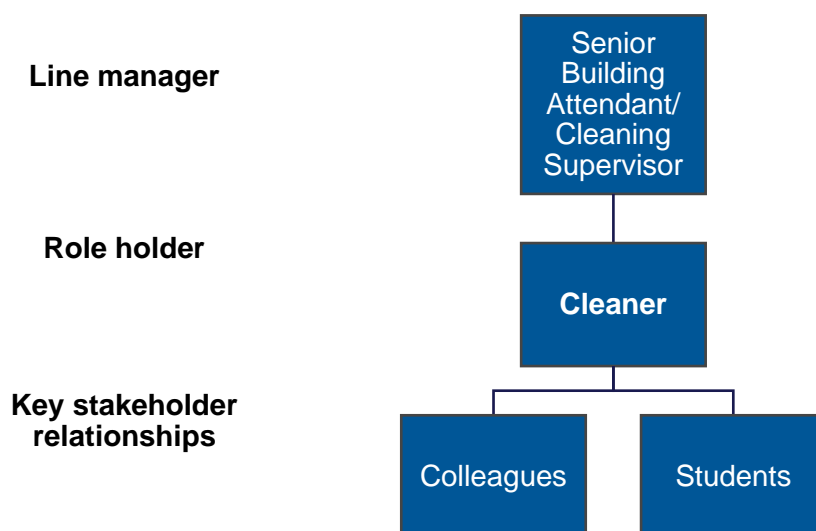 Line manager
Senior
Building
Attendant/
Cleaning
Supervisor
Role holder
Cleaner
Key stakeholder
relationships
Colleagues
Students